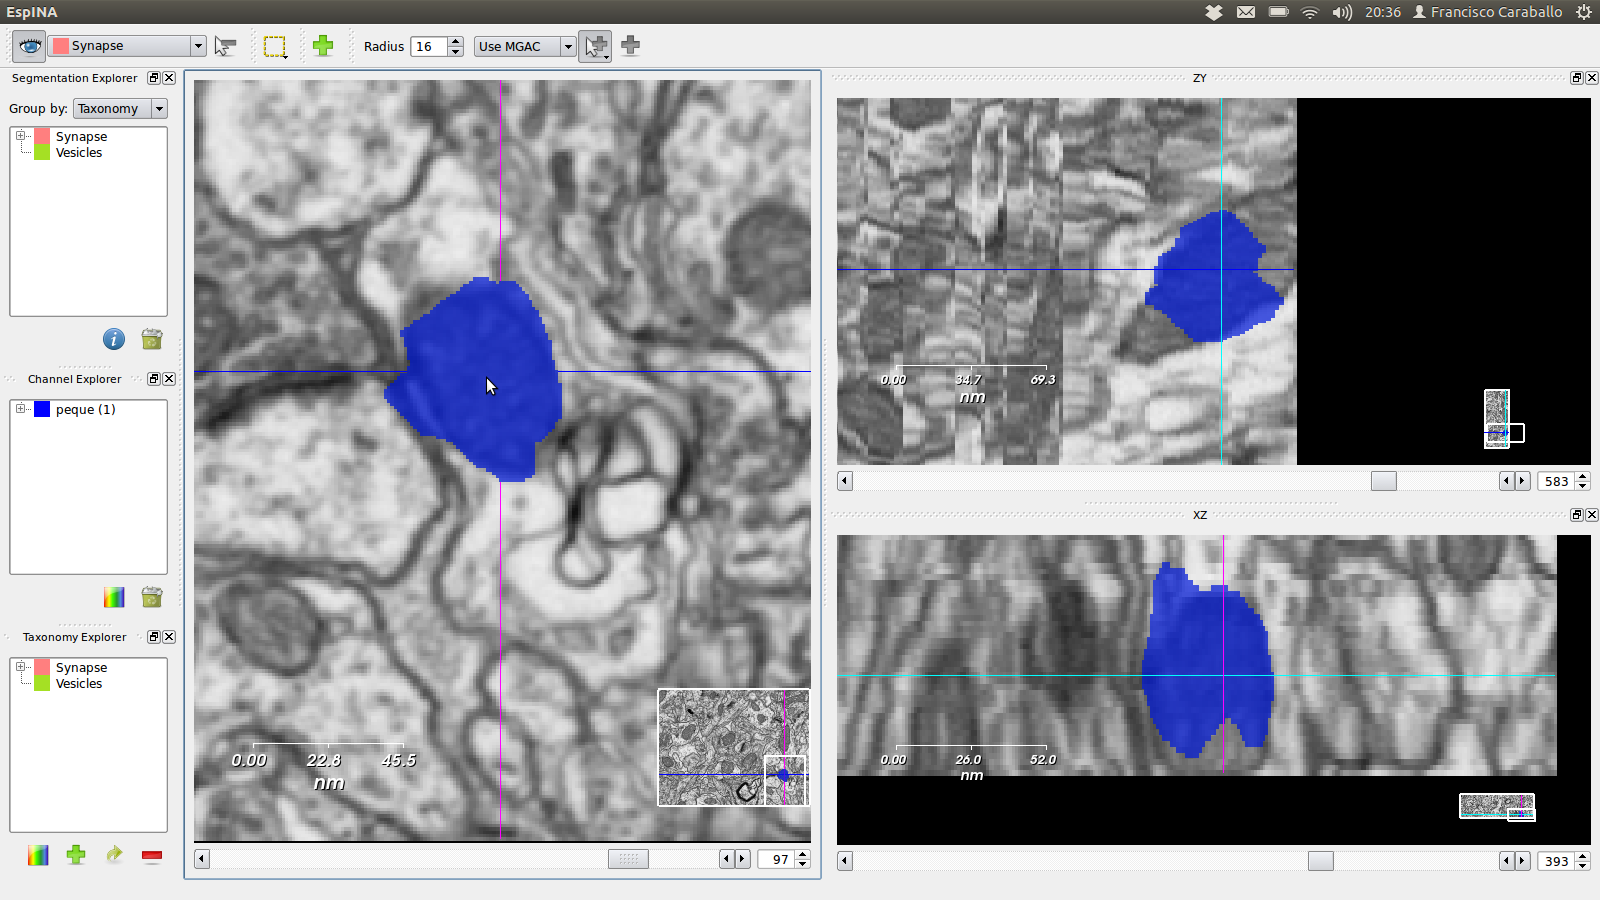 EspINA
20:36 Francisco Caraballo
Synapse
Radius 16
Use MGAC
Segmentation Explorer
Group by: Taxonomy
Synapse
Vesicles
Channel Explorer
peque (1)
Taxonomy Explorer
Synapse
Vesicles
0.00 22.8 45.5
nm
97
ZY
0.00 34.7 69.3
nm
583
XZ
0.00 26.0 52.0
nm
393